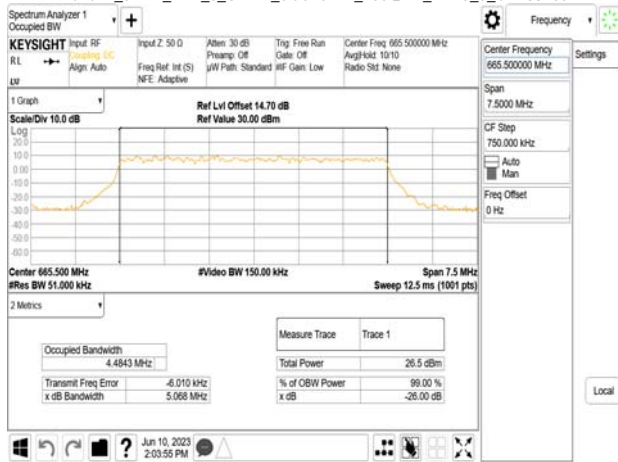 Spectrum Analyzer 1
Occupied BW
Frequency
KEYSIGHT
RL
Input: RF
Coupling: DC
Align: Auto
Input Z: 50 Ω
Freq Ref: Int (S)
NFE: Adaptive
Atten: 30 dB
Preamp: Off
µW Path: Standard
Trig: Free Run
Gate: Off
#IF Gain: Low
Center Freq: 665.500000 MHz
Avg|Hold: 10/10
Radio Std: None
Center Frequency
665.500000 MHz
Settings
Span
7.5000 MHz
CF Step
750.000 kHz
Auto
Man
Freq Offset
0 Hz
Local
1 Graph
Scale/Div 10.0 dB
Ref Lvl Offset 14.70 dB
Ref Value 30.00 dBm
Log
20.0
10.0
0.00
-10.0
-20.0
-30.0
-40.0
-50.0
-60.0
Center 665.500 MHz
#Video BW 150.00 kHz
Span 7.5 MHz
#Res BW 51.000 kHz
Sweep 12.5 ms (1001 pts)
2 Metrics
Measure Trace Trace 1
Occupied Bandwidth
4.4843 MHz
Total Power 26.5 dBm
Transmit Freq Error -6.010 kHz
% of OBW Power 99.00 %
x dB Bandwidth 5.068 MHz
x dB -26.00 dB
Jun 10, 2023
2:03:55 PM